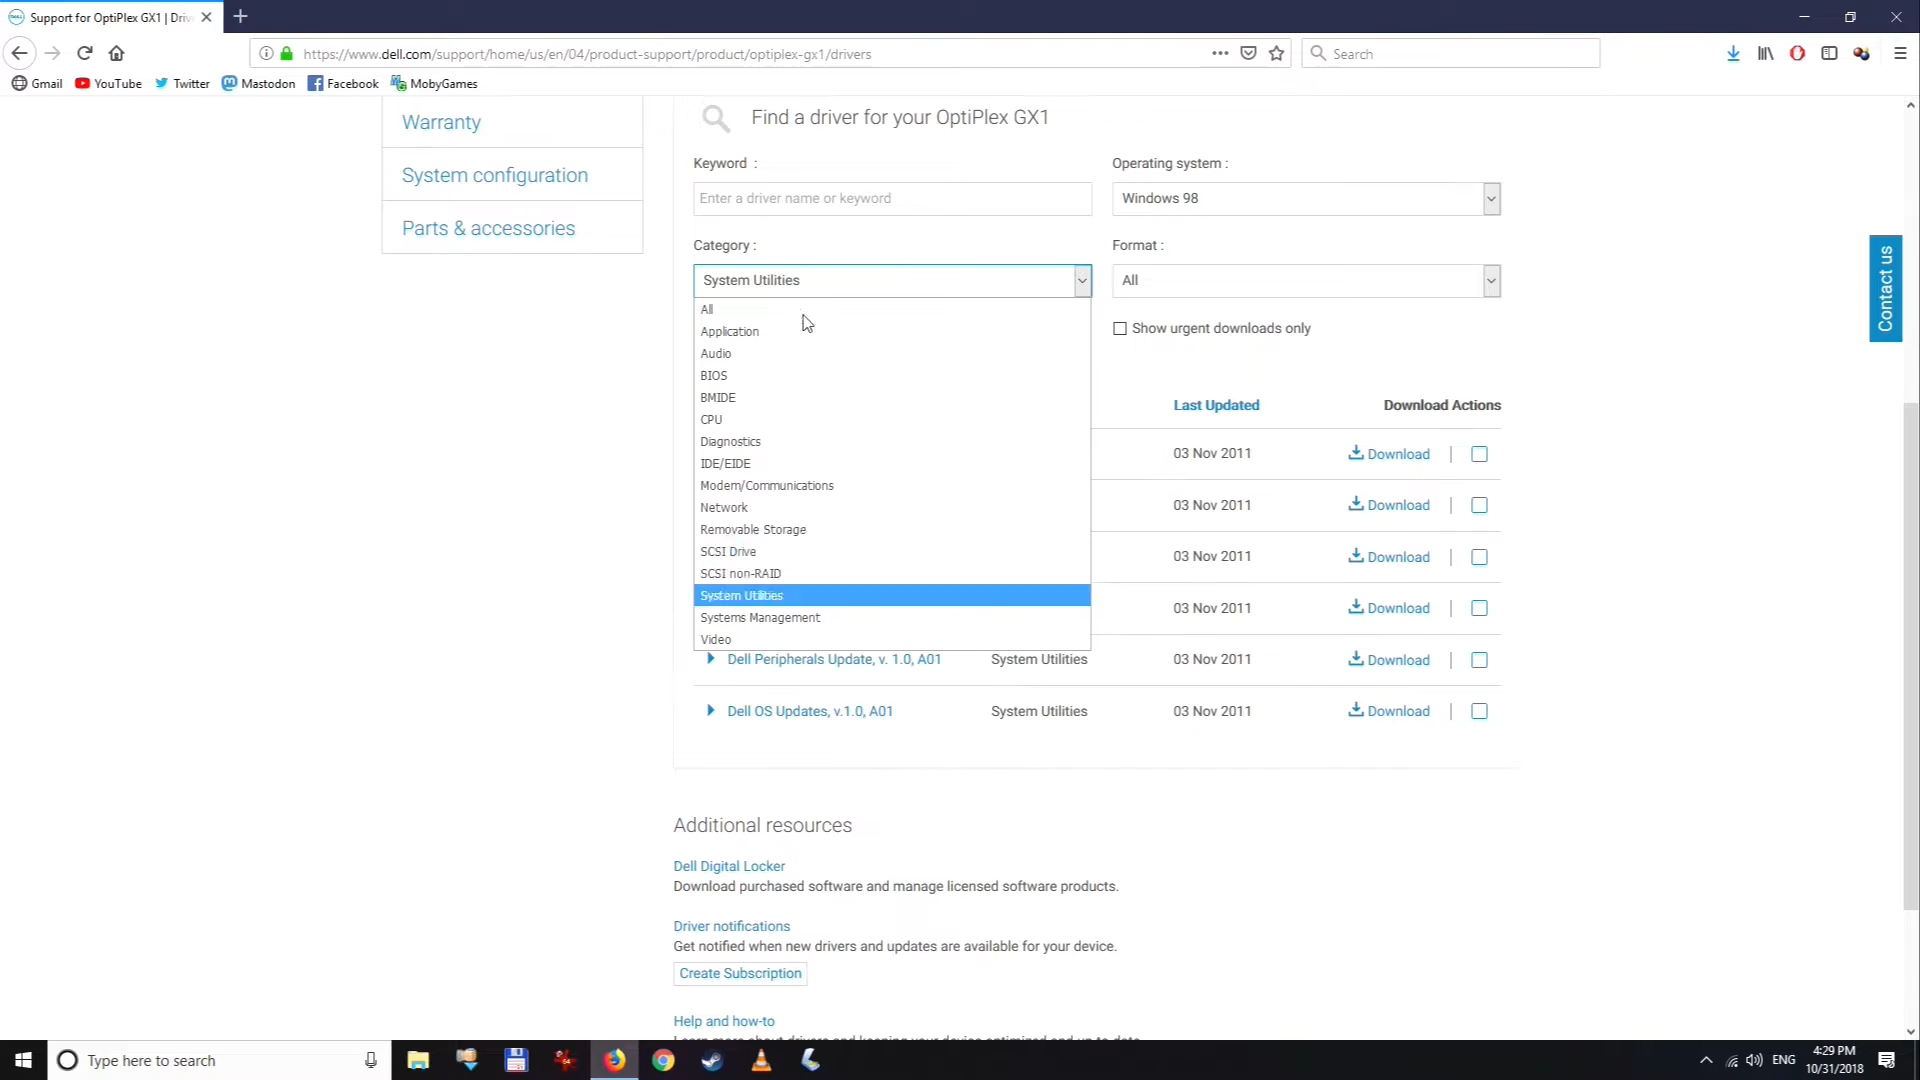 Support for OptiPlex GX1 | Driv
https://www.dell.com/support/home/us/en/04/product-support/product/optiplex-gx1/drivers
Search
Gmail
YouTube
Twitter
Mastodon
Facebook
MobyGames
Warranty
System configuration
Parts & accessories
Find a driver for your OptiPlex GX1
Keyword :
Operating system :
Enter a driver name or keyword
Windows 98
Category :
Format :
System Utilities
All
Show urgent downloads only
All
Application
Audio
BIOS
BMIDE
CPU
Diagnostics
IDE/EIDE
Modem/Communications
Network
Removable Storage
SCSI Drive
SCSI non-RAID
System Utilities
Systems Management
Video
Last Updated
Download Actions
03 Nov 2011 Download |
03 Nov 2011 Download |
03 Nov 2011 Download |
03 Nov 2011 Download |
Dell Peripherals Update, v. 1.0, A01 System Utilities 03 Nov 2011 Download |
Dell OS Updates, v.1.0, A01 System Utilities 03 Nov 2011 Download |
Contact us
Additional resources
Dell Digital Locker
Download purchased software and manage licensed software products.
Driver notifications
Get notified when new drivers and updates are available for your device.
Create Subscription
Help and how-to
Type here to search
64
ENG
4:29 PM
10/31/2018